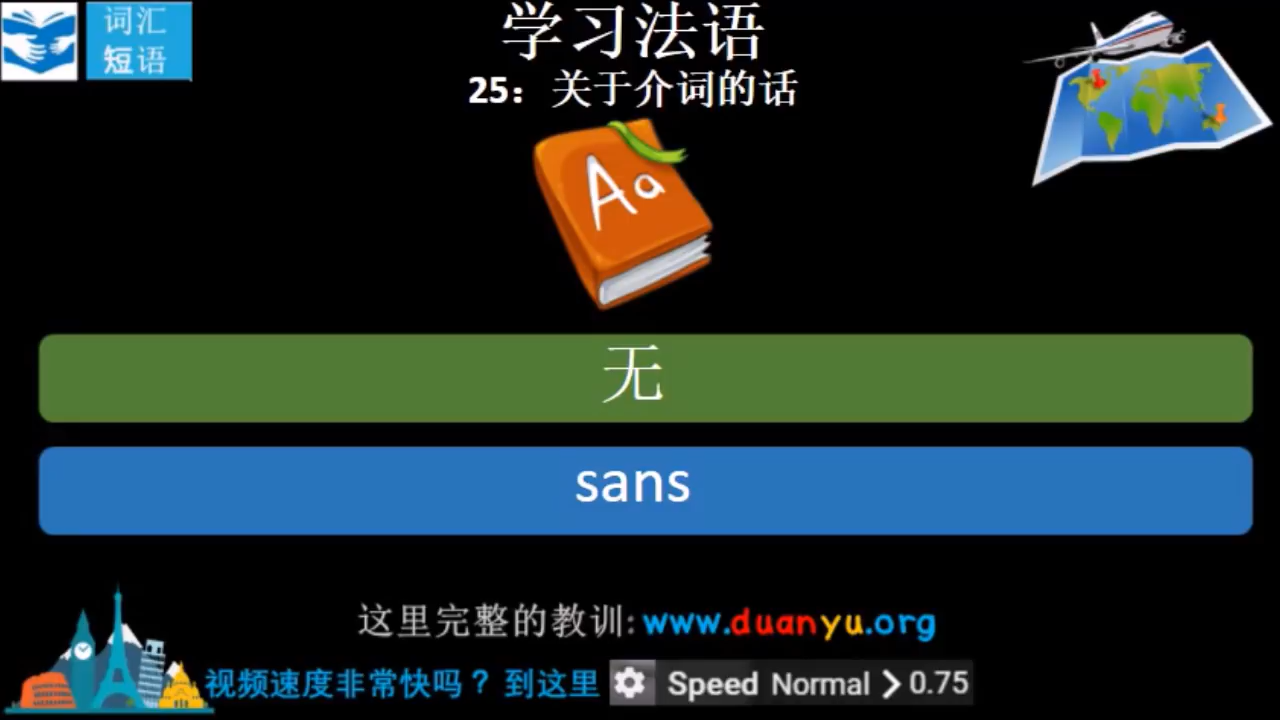 词汇
短语
学习法语
25：关于介词的话
Aa
无
sans
这里完整的教训: www.duanyu.org
视频速度非常快吗？ 到这里 Speed Normal > 0.75